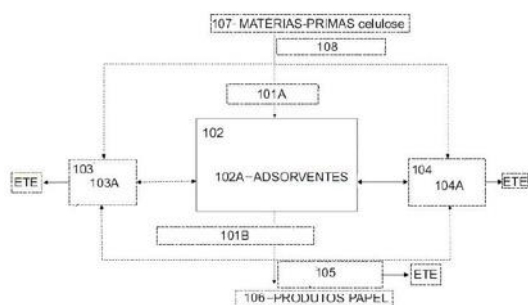 107- MATÉRIAS-PRIMAS celulose
108
101A
102
103
103A
104
104A
ETE
ETE
102A-ADSORVENTES
101B
105
ETE
106-PRODUTOS PAPEL